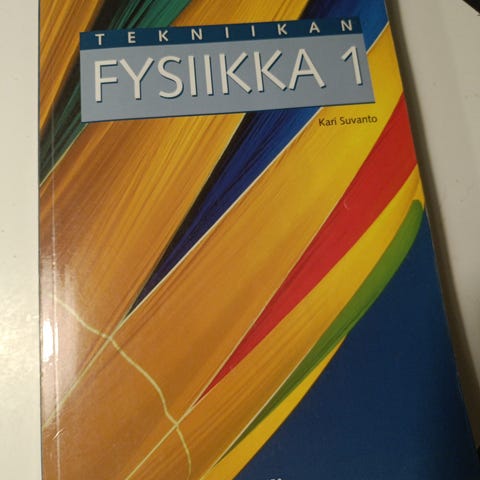 TEKNIIKAN
FYSIIKKA 1
Kari Suvanto